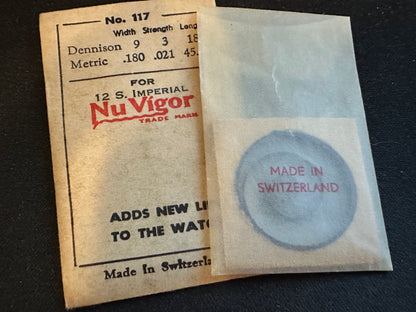 No. 117
Width Strength Leng
Dennison 9 3 18
Metric .180 .021 45.
FOR
12 S. IMPERIAL
NuVigor
TRADE MARK
ADDS NEW LI
TO THE WATC
Made In Switzerl
MADE IN
SWITZERLAND